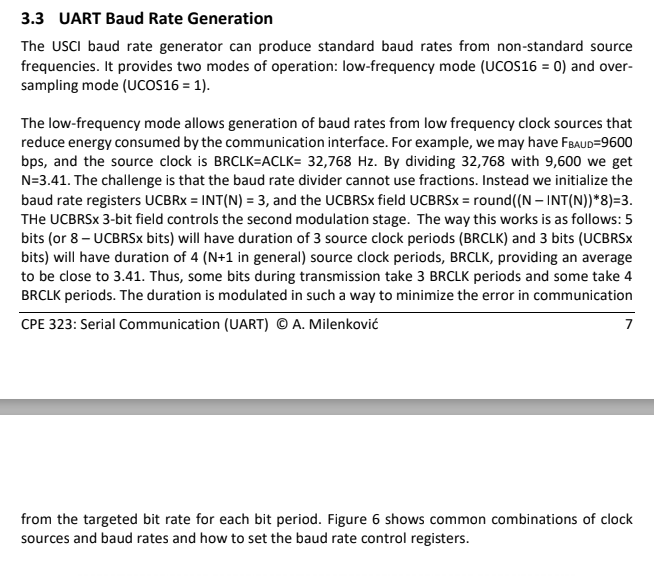 3.3 UART Baud Rate Generation
The USCI baud rate generator can produce standard baud rates from non-standard source
frequencies. It provides two modes of operation: low-frequency mode (UCOS16 = 0) and over-
sampling mode (UCOS16 = 1).
The low-frequency mode allows generation of baud rates from low frequency clock sources that
reduce energy consumed by the communication interface. For example, we may have FBAUD=9600
bps, and the source clock is BRCLK=ACLK= 32,768 Hz. By dividing 32,768 with 9,600 we get
N=3.41. The challenge is that the baud rate divider cannot use fractions. Instead we initialize the
baud rate registers UCBRx = INT(N) = 3, and the UCBRSx field UCBRSx = round((N – INT(N))*8)=3.
THe UCBRSx 3-bit field controls the second modulation stage. The way this works is as follows: 5
bits (or 8 – UCBRSx bits) will have duration of 3 source clock periods (BRCLK) and 3 bits (UCBRSx
bits) will have duration of 4 (N+1 in general) source clock periods, BRCLK, providing an average
to be close to 3.41. Thus, some bits during transmission take 3 BRCLK periods and some take 4
BRCLK periods. The duration is modulated in such a way to minimize the error in communication
CPE 323: Serial Communication (UART) © A. Milenković 7
from the targeted bit rate for each bit period. Figure 6 shows common combinations of clock
sources and baud rates and how to set the baud rate control registers.